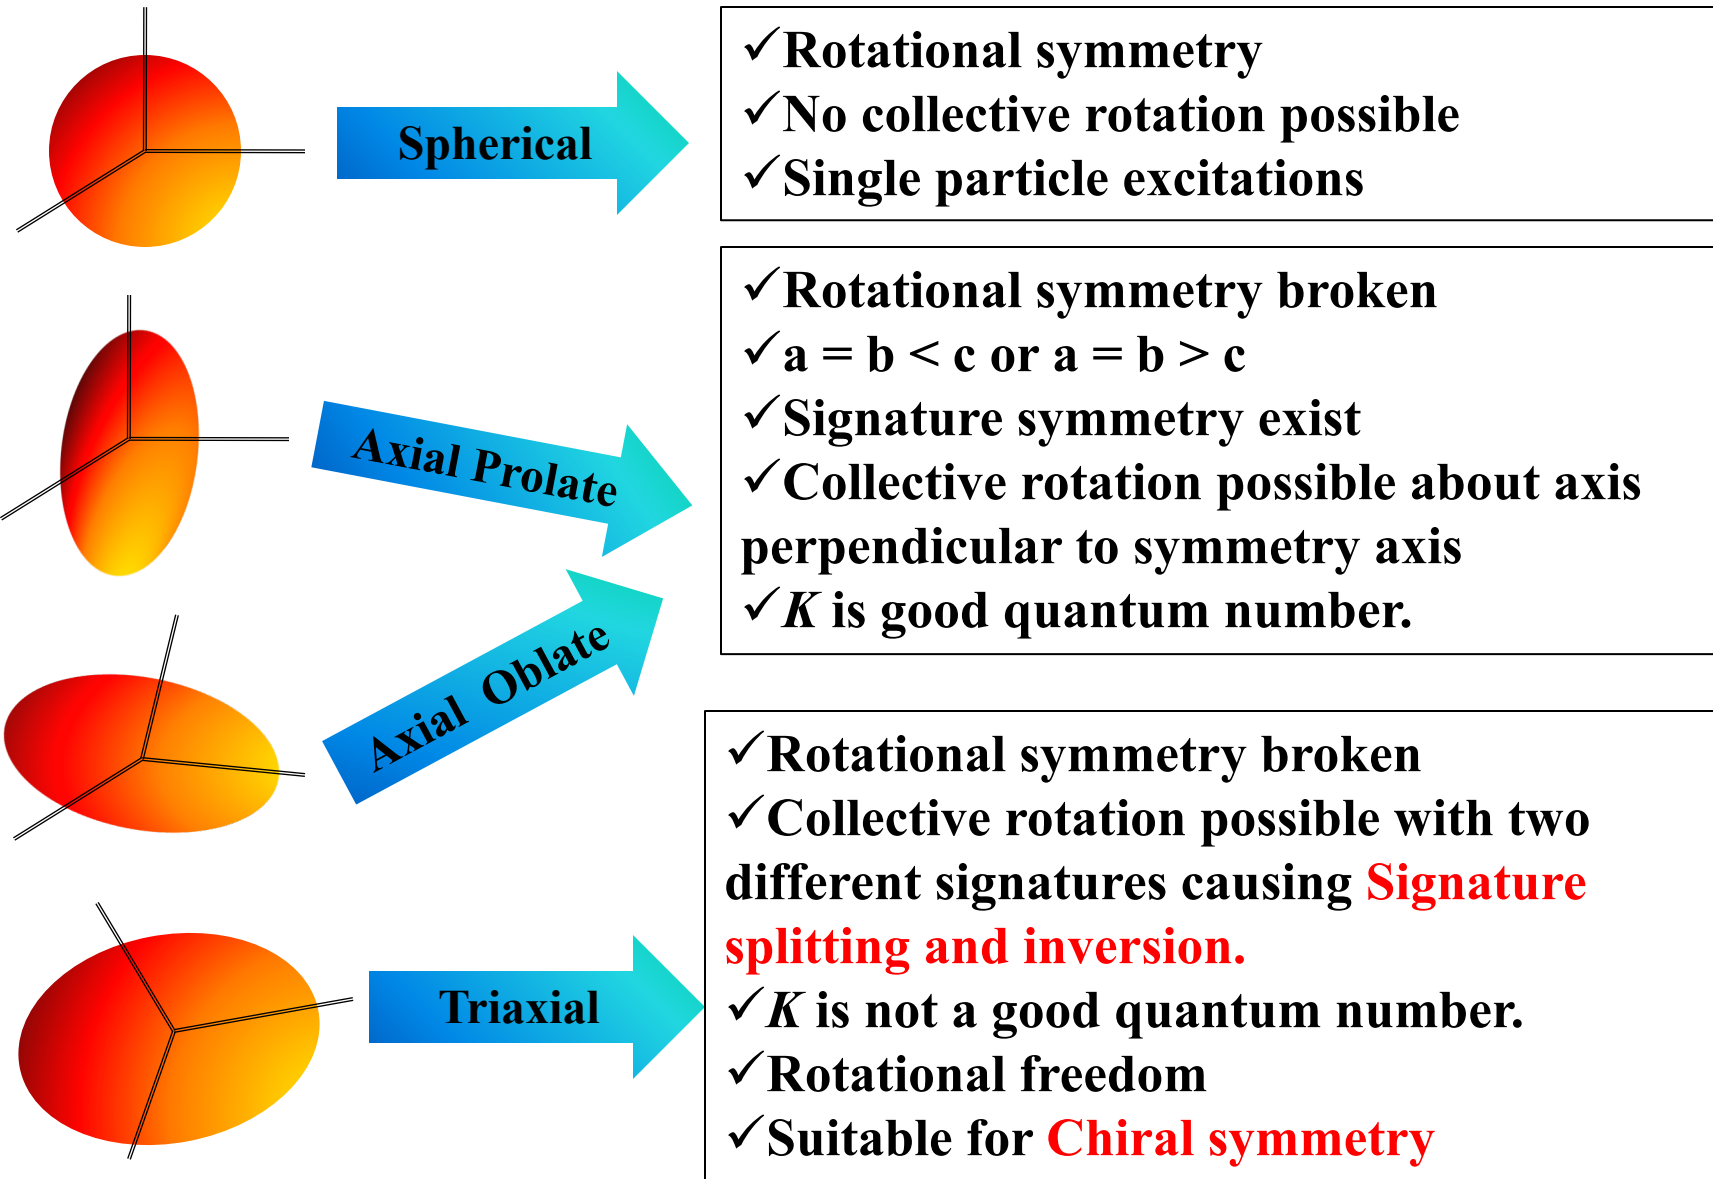 Spherical
✓Rotational symmetry
✓No collective rotation possible
✓Single particle excitations
Axial Prolate
Axial Oblate
✓Rotational symmetry broken
✓a = b < c or a = b > c
✓Signature symmetry exist
✓Collective rotation possible about axis
perpendicular to symmetry axis
✓K is good quantum number.
Triaxial
✓Rotational symmetry broken
✓Collective rotation possible with two
different signatures causing Signature
splitting and inversion.
✓K is not a good quantum number.
✓Rotational freedom
✓Suitable for Chiral symmetry